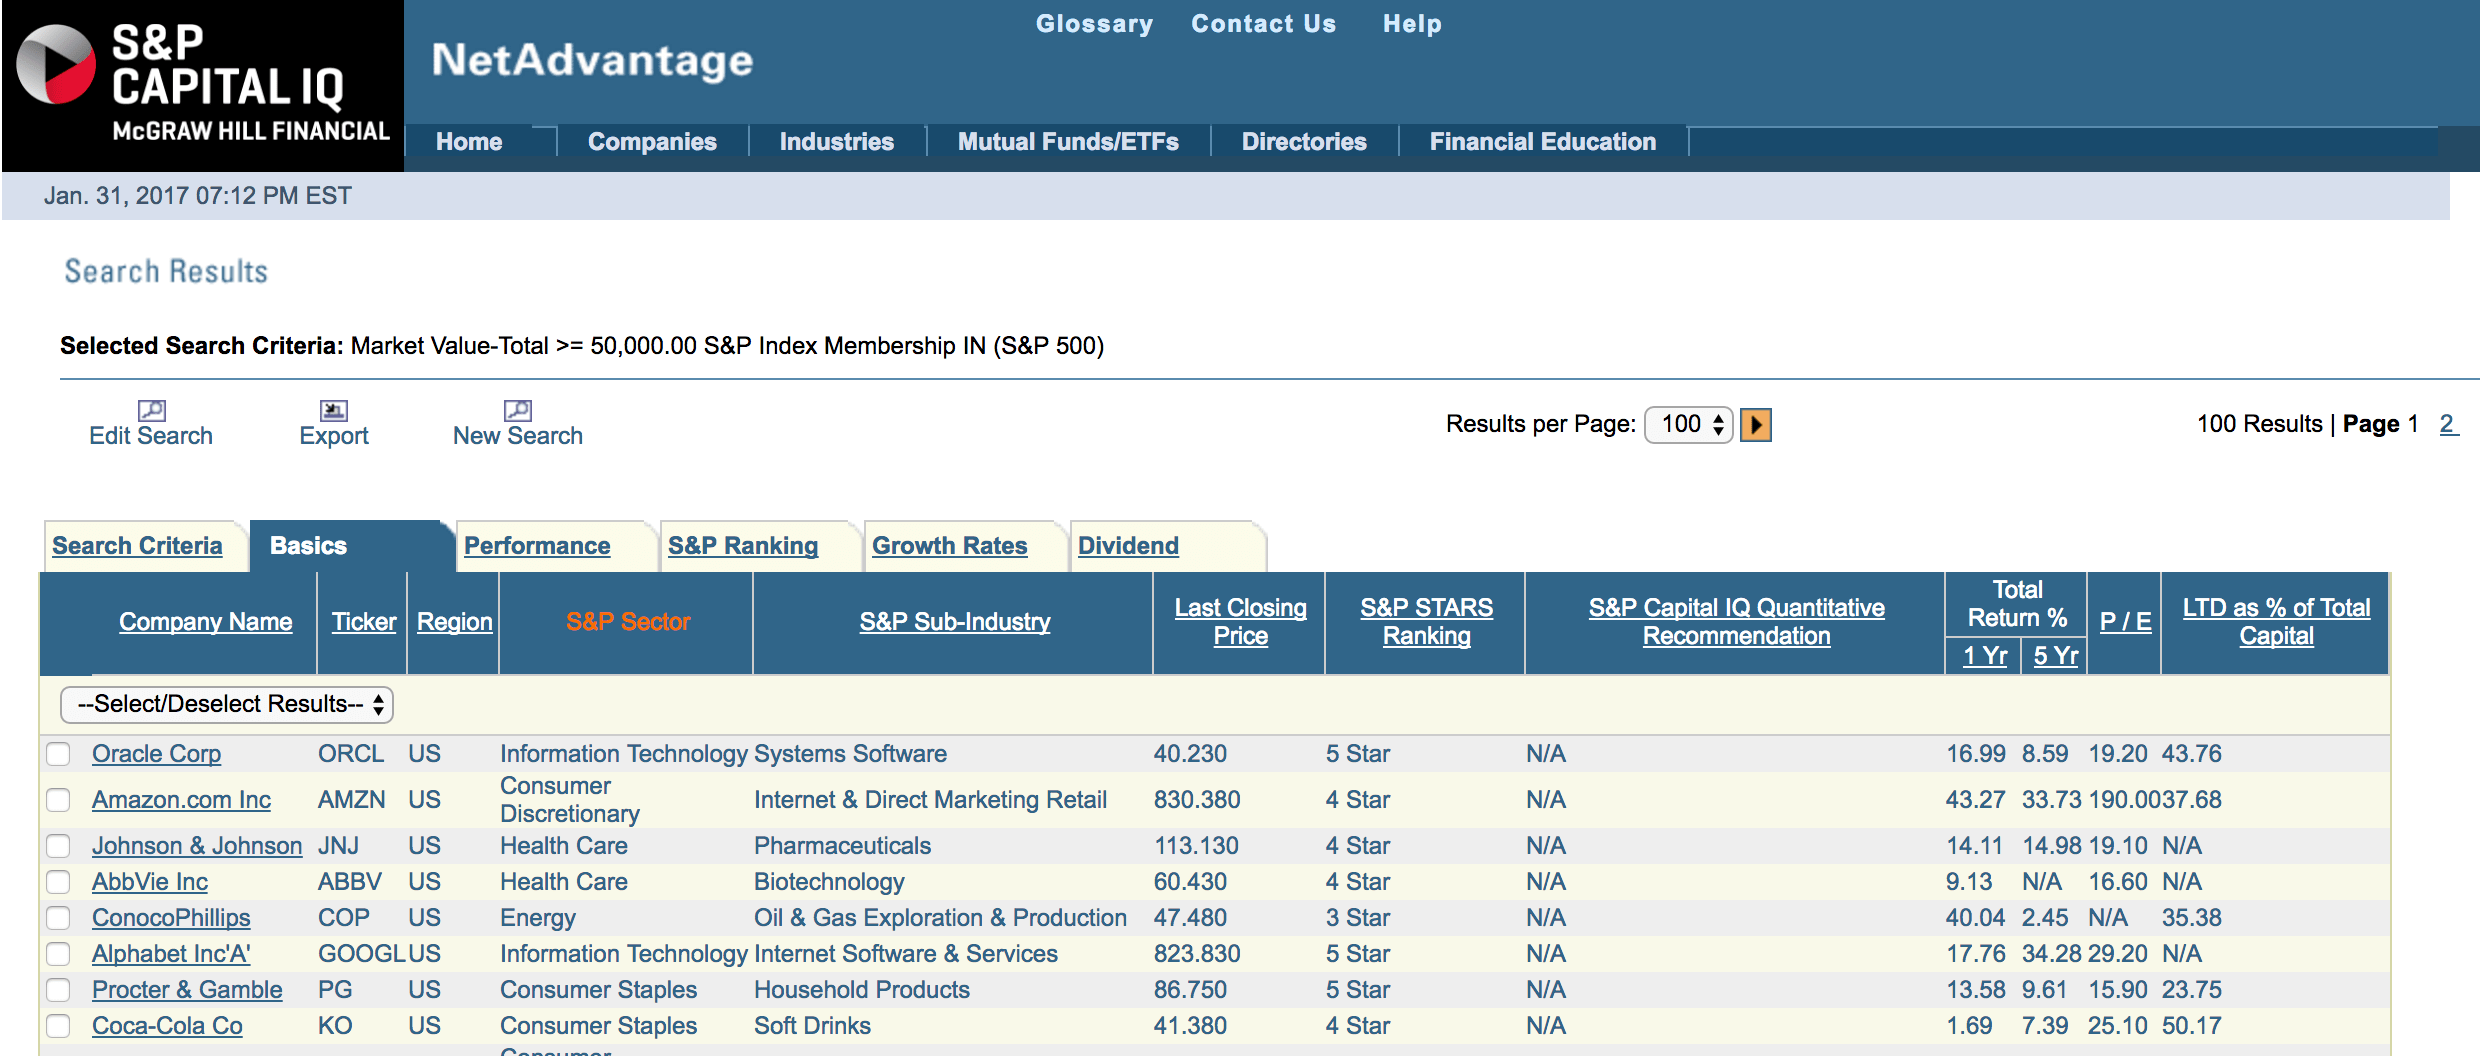 S&P
CAPITAL IQ
McGRAW HILL FINANCIAL
NetAdvantage
Glossary Contact Us Help
Home Companies Industries Mutual Funds/ETFs Directories Financial Education
Jan. 31, 2017 07:12 PM EST
Search Results
Selected Search Criteria: Market Value-Total >= 50,000.00 S&P Index Membership IN (S&P 500)
Edit Search Export New Search Results per Page: 100 100 Results | Page 1 2
Search Criteria Basics Performance S&P Ranking Growth Rates Dividend
Company Name Ticker Region S&P Sector S&P Sub-Industry Last Closing Price S&P STARS Ranking S&P Capital IQ Quantitative Recommendation Total Return % 1 Yr 5 Yr P / E LTD as % of Total Capital
--Select/Deselect Results--
Oracle Corp ORCL US Information Technology Systems Software 40.230 5 Star N/A 16.99 8.59 19.20 43.76
Amazon.com Inc AMZN US Consumer Discretionary Internet & Direct Marketing Retail 830.380 4 Star N/A 43.27 33.73 190.00 37.68
Johnson & Johnson JNJ US Health Care Pharmaceuticals 113.130 4 Star N/A 14.11 14.98 19.10 N/A
AbbVie Inc ABBV US Health Care Biotechnology 60.430 4 Star N/A 9.13 N/A 16.60 N/A
ConocoPhillips COP US Energy Oil & Gas Exploration & Production 47.480 3 Star N/A 40.04 2.45 N/A 35.38
Alphabet Inc'A' GOOGL US Information Technology Internet Software & Services 823.830 5 Star N/A 17.76 34.28 29.20 N/A
Procter & Gamble PG US Consumer Staples Household Products 86.750 5 Star N/A 13.58 9.61 15.90 23.75
Coca-Cola Co KO US Consumer Staples Soft Drinks 41.380 4 Star N/A 1.69 7.39 25.10 50.17
Consumer